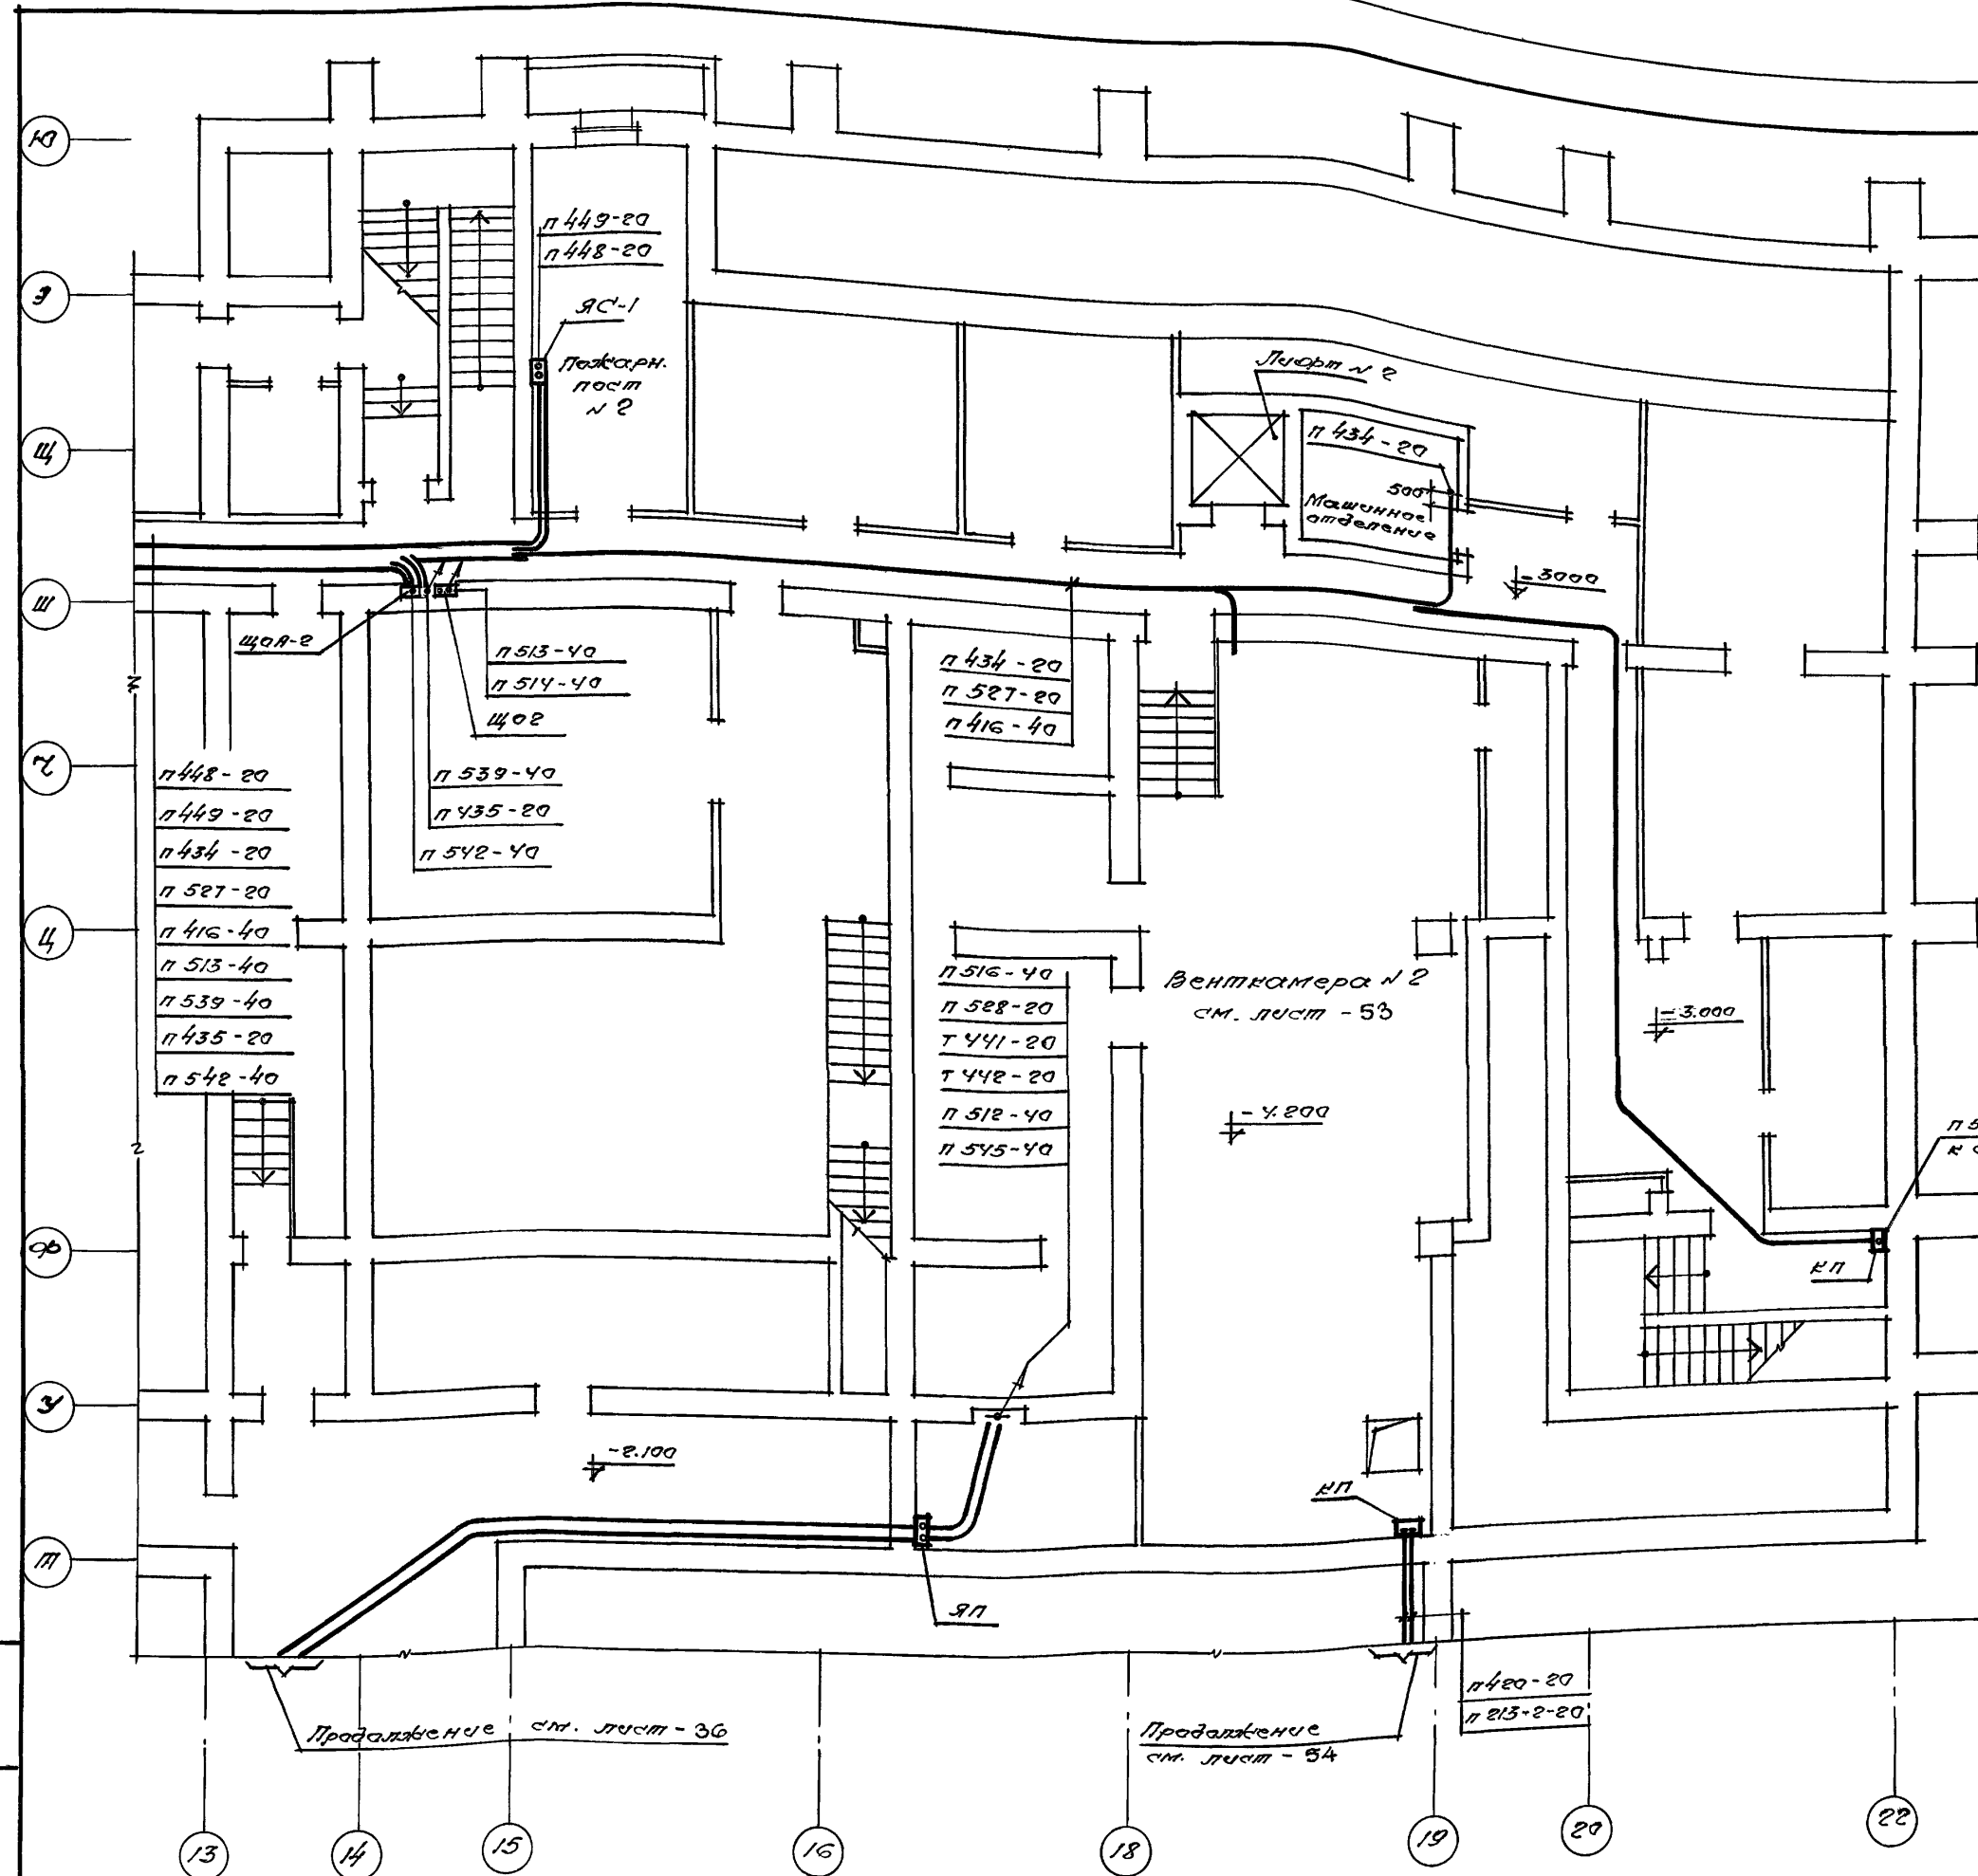 Ю
Э
Щ
Ш
Ч
Ц
Ф
У
Т
п 449-20
п 448-20
ЯС-1
Пожарн.
пост
№ 2
Лифт № 2
п 434-20
500
Машинное
отделение
-3000
ЩОА-2
п 513-40
п 514-40
ЩО2
п 539-40
п 435-20
п 542-40
п 434-20
п 527-20
п 416-40
п 448-20
п 449-20
п 434-20
п 527-20
п 416-40
п 513-40
п 539-40
п 435-20
п 542-40
п 516-40
п 528-20
т 441-20
т 442-20
п 512-40
п 545-40
Венткамера № 2
см. лист - 53
-3.000
-4.200
п 5
к
КП
-2.100
КП
ЯП
п 420-20
п 213-2-20
Продолжение см. лист - 36
Продолжение
см. лист - 54
13
14
15
16
18
19
20
22